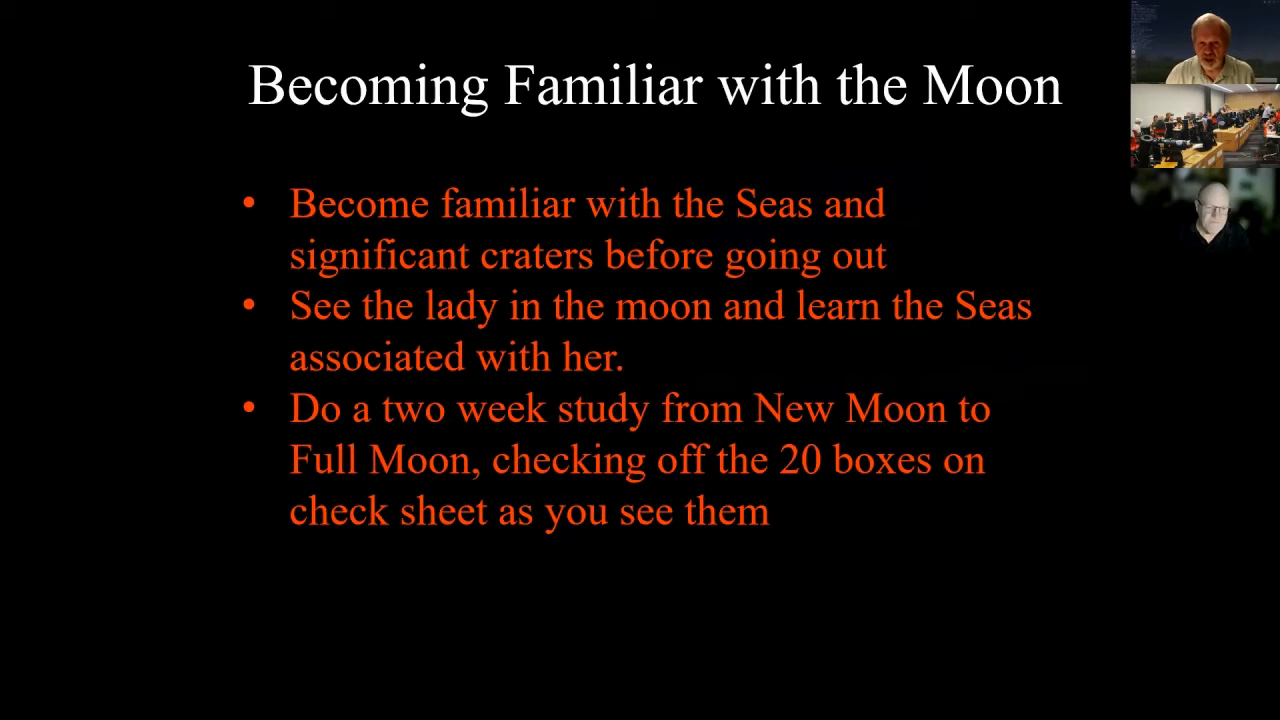 Becoming Familiar with the Moon
• Become familiar with the Seas and
significant craters before going out
• See the lady in the moon and learn the Seas
associated with her.
• Do a two week study from New Moon to
Full Moon, checking off the 20 boxes on
check sheet as you see them